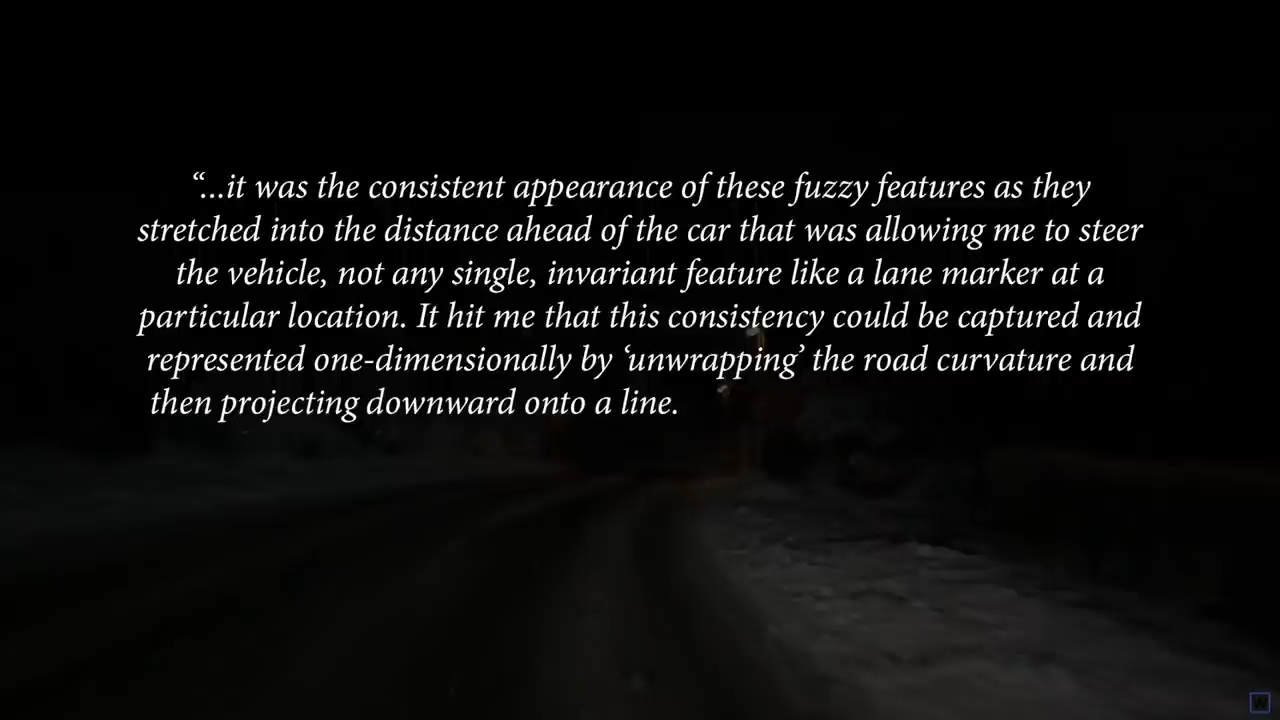 “...it was the consistent appearance of these fuzzy features as they
stretched into the distance ahead of the car that was allowing me to steer
the vehicle, not any single, invariant feature like a lane marker at a
particular location. It hit me that this consistency could be captured and
represented one-dimensionally by ‘unwrapping’ the road curvature and
then projecting downward onto a line.
W